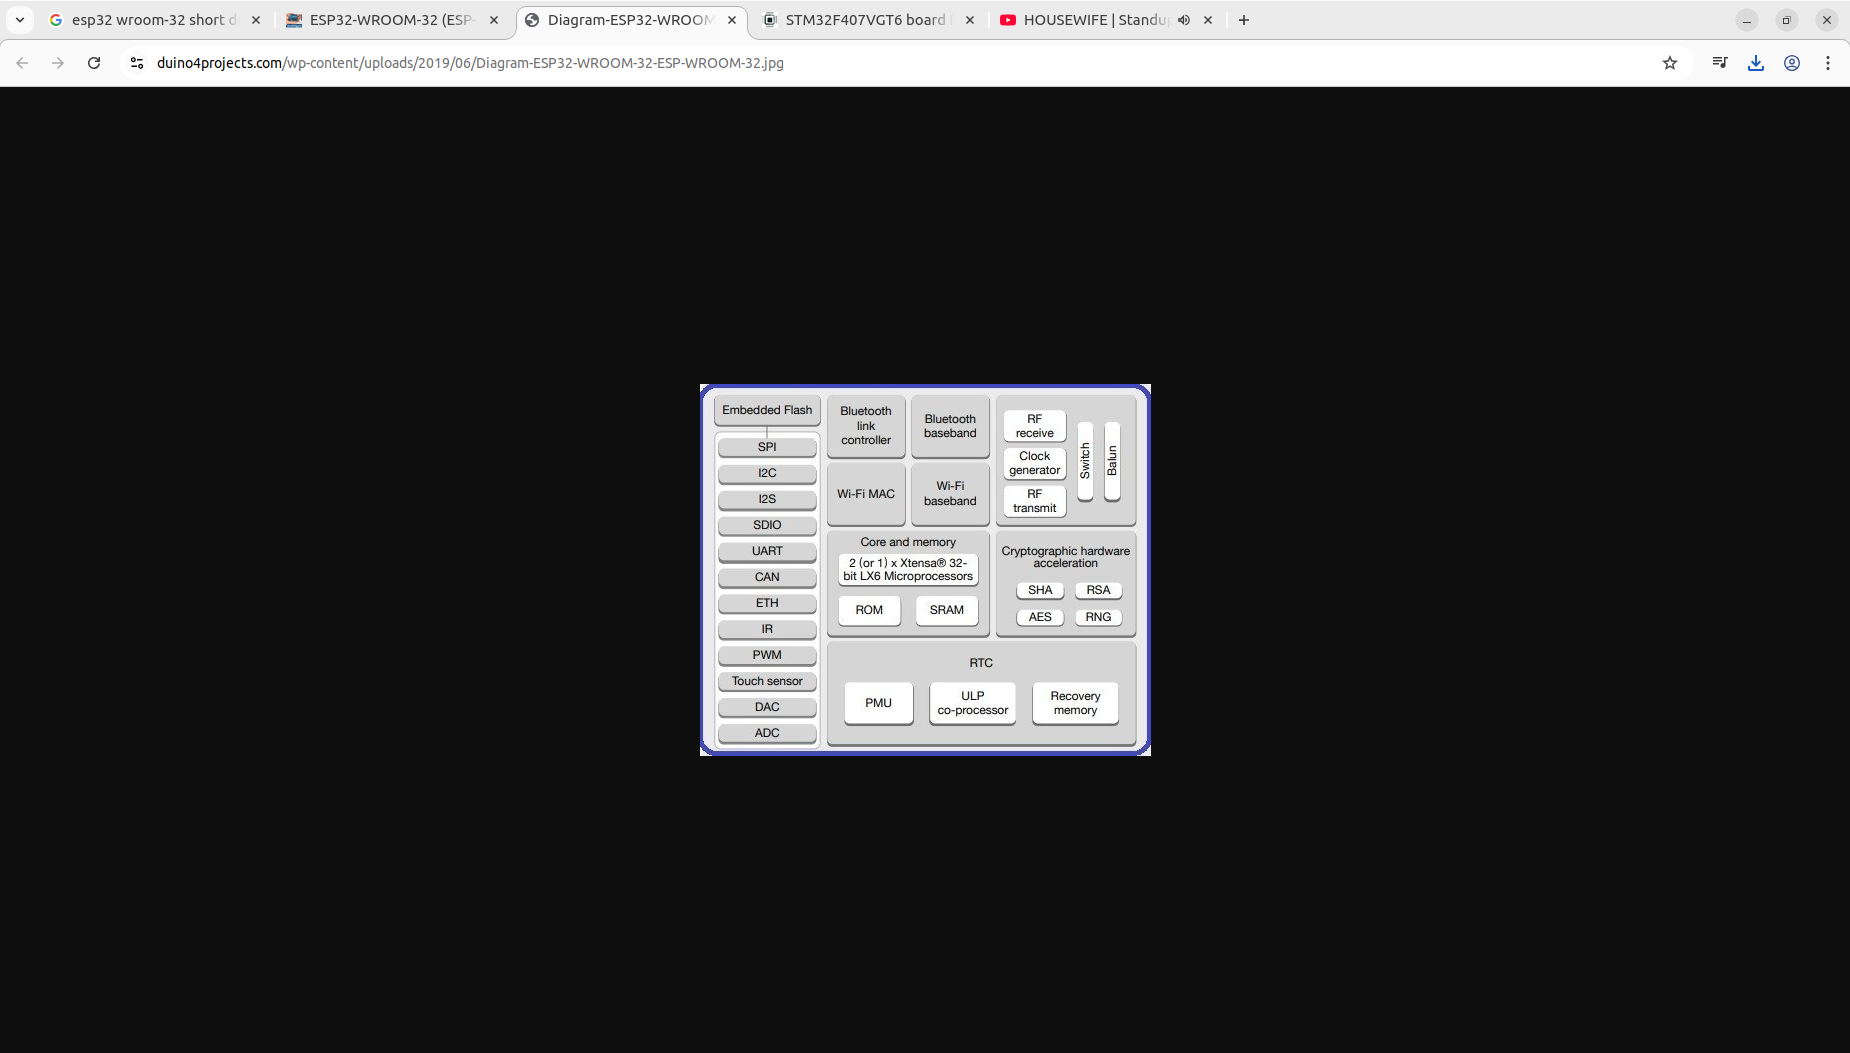 esp32 wroom-32 short d
ESP32-WROOM-32 (ESP-
Diagram-ESP32-WROOM
STM32F407VGT6 board
HOUSEWIFE | Standu
duino4projects.com/wp-content/uploads/2019/06/Diagram-ESP32-WROOM-32-ESP-WROOM-32.jpg
Embedded Flash
SPI
I2C
I2S
SDIO
UART
CAN
ETH
IR
PWM
Touch sensor
DAC
ADC
Bluetooth
link
controller
Bluetooth
baseband
Wi-Fi MAC
Wi-Fi
baseband
RF
receive
Clock
generator
RF
transmit
Switch
Balun
Core and memory
2 (or 1) x Xtensa® 32-
bit LX6 Microprocessors
ROM
SRAM
Cryptographic hardware
acceleration
SHA
RSA
AES
RNG
RTC
PMU
ULP
co-processor
Recovery
memory